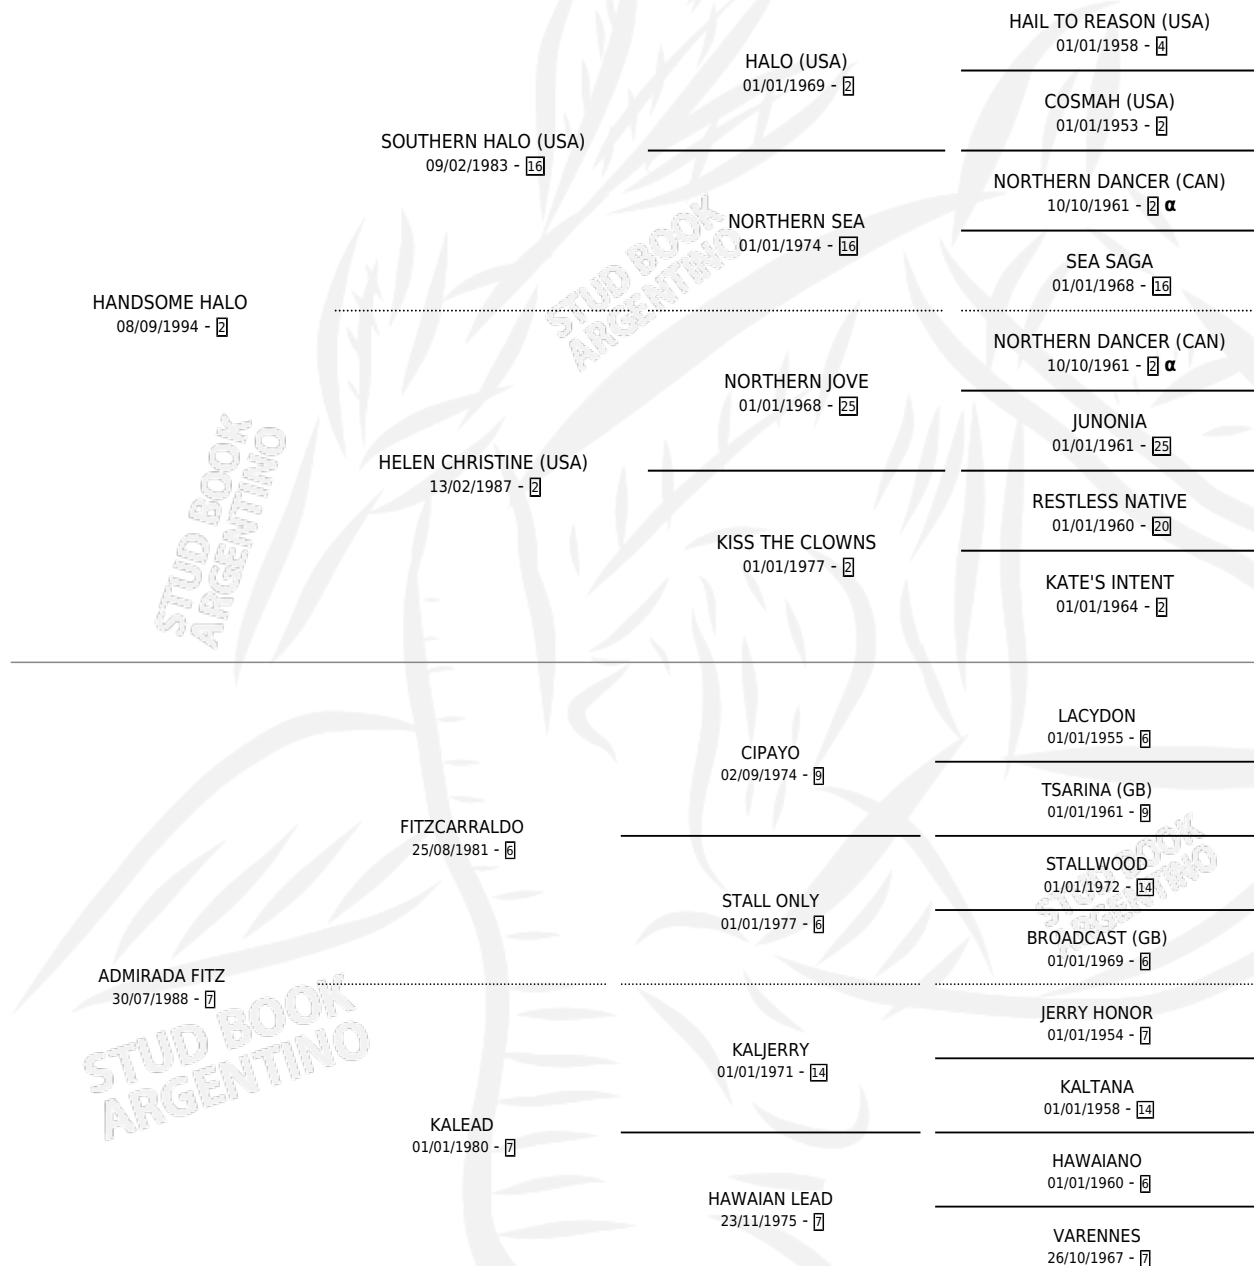 HAIL TO REASON (USA)
01/01/1958 - 4
HALO (USA)
01/01/1969 - 2
COSMAH (USA)
01/01/1953 - 2
SOUTHERN HALO (USA)
09/02/1983 - 16
NORTHERN DANCER (CAN)
10/10/1961 - 2 α
NORTHERN SEA
01/01/1974 - 16
SEA SAGA
01/01/1968 - 16
HANDSOME HALO
08/09/1994 - 2
NORTHERN DANCER (CAN)
10/10/1961 - 2 α
NORTHERN JOVE
01/01/1968 - 25
JUNONIA
01/01/1961 - 25
HELEN CHRISTINE (USA)
13/02/1987 - 2
RESTLESS NATIVE
01/01/1960 - 20
KISS THE CLOWNS
01/01/1977 - 2
KATE'S INTENT
01/01/1964 - 2
LACYDON
01/01/1955 - 6
CIPAYO
02/09/1974 - 9
TSARINA (GB)
01/01/1961 - 9
FITZCARRALDO
25/08/1981 - 6
STALLWOOD
01/01/1972 - 14
STALL ONLY
01/01/1977 - 6
BROADCAST (GB)
01/01/1969 - 6
ADMIRADA FITZ
30/07/1988 - 7
JERRY HONOR
01/01/1954 - 7
KALJERRY
01/01/1971 - 14
KALTANA
01/01/1958 - 14
KALEAD
01/01/1980 - 7
HAWAIANO
01/01/1960 - 6
HAWAIAN LEAD
23/11/1975 - 7
VARENNES
26/10/1967 - 7
STUD BOOK
ARGENTINO
STUD BOOK
ARGENTINO
STUD BOOK
ARGENTINO
STUD BOOK
ARGENTINO